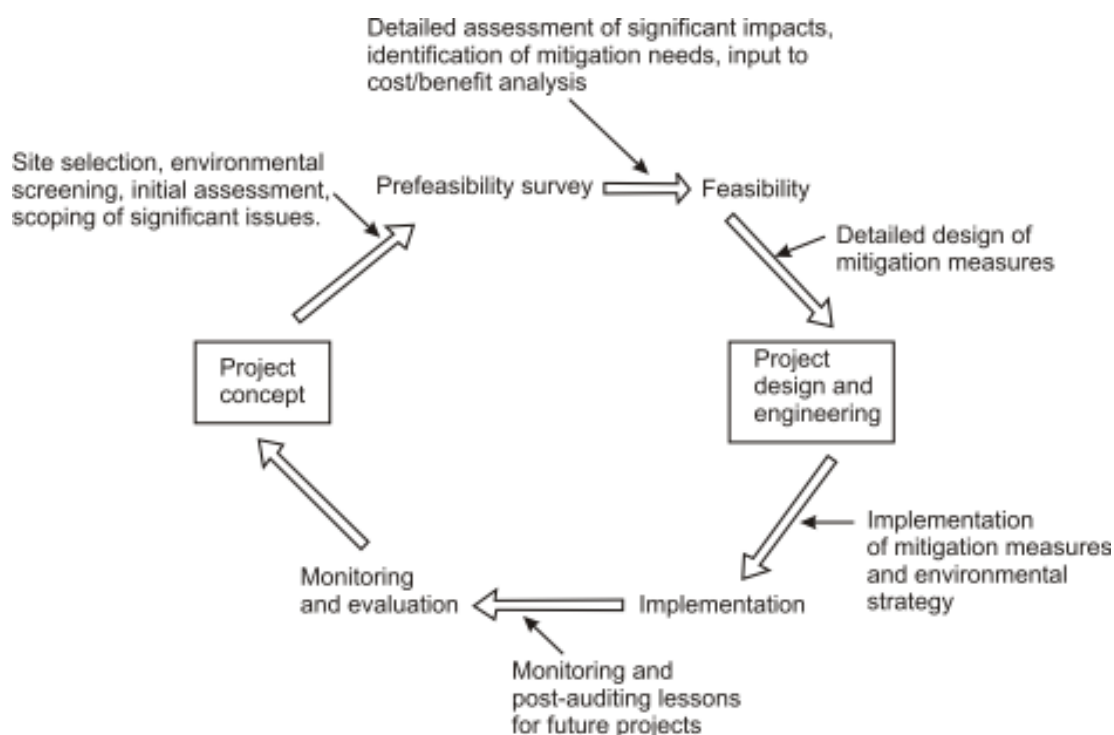 Detailed assessment of significant impacts,
identification of mitigation needs, input to
cost/benefit analysis
Site selection, environmental
screening, initial assessment,
scoping of significant issues.
Prefeasibility survey
Feasibility
Detailed design of
mitigation measures
Project
concept
Project
design and
engineering
Implementation
of mitigation measures
and environmental
strategy
Monitoring
and evaluation
Implementation
Monitoring and
post-auditing lessons
for future projects